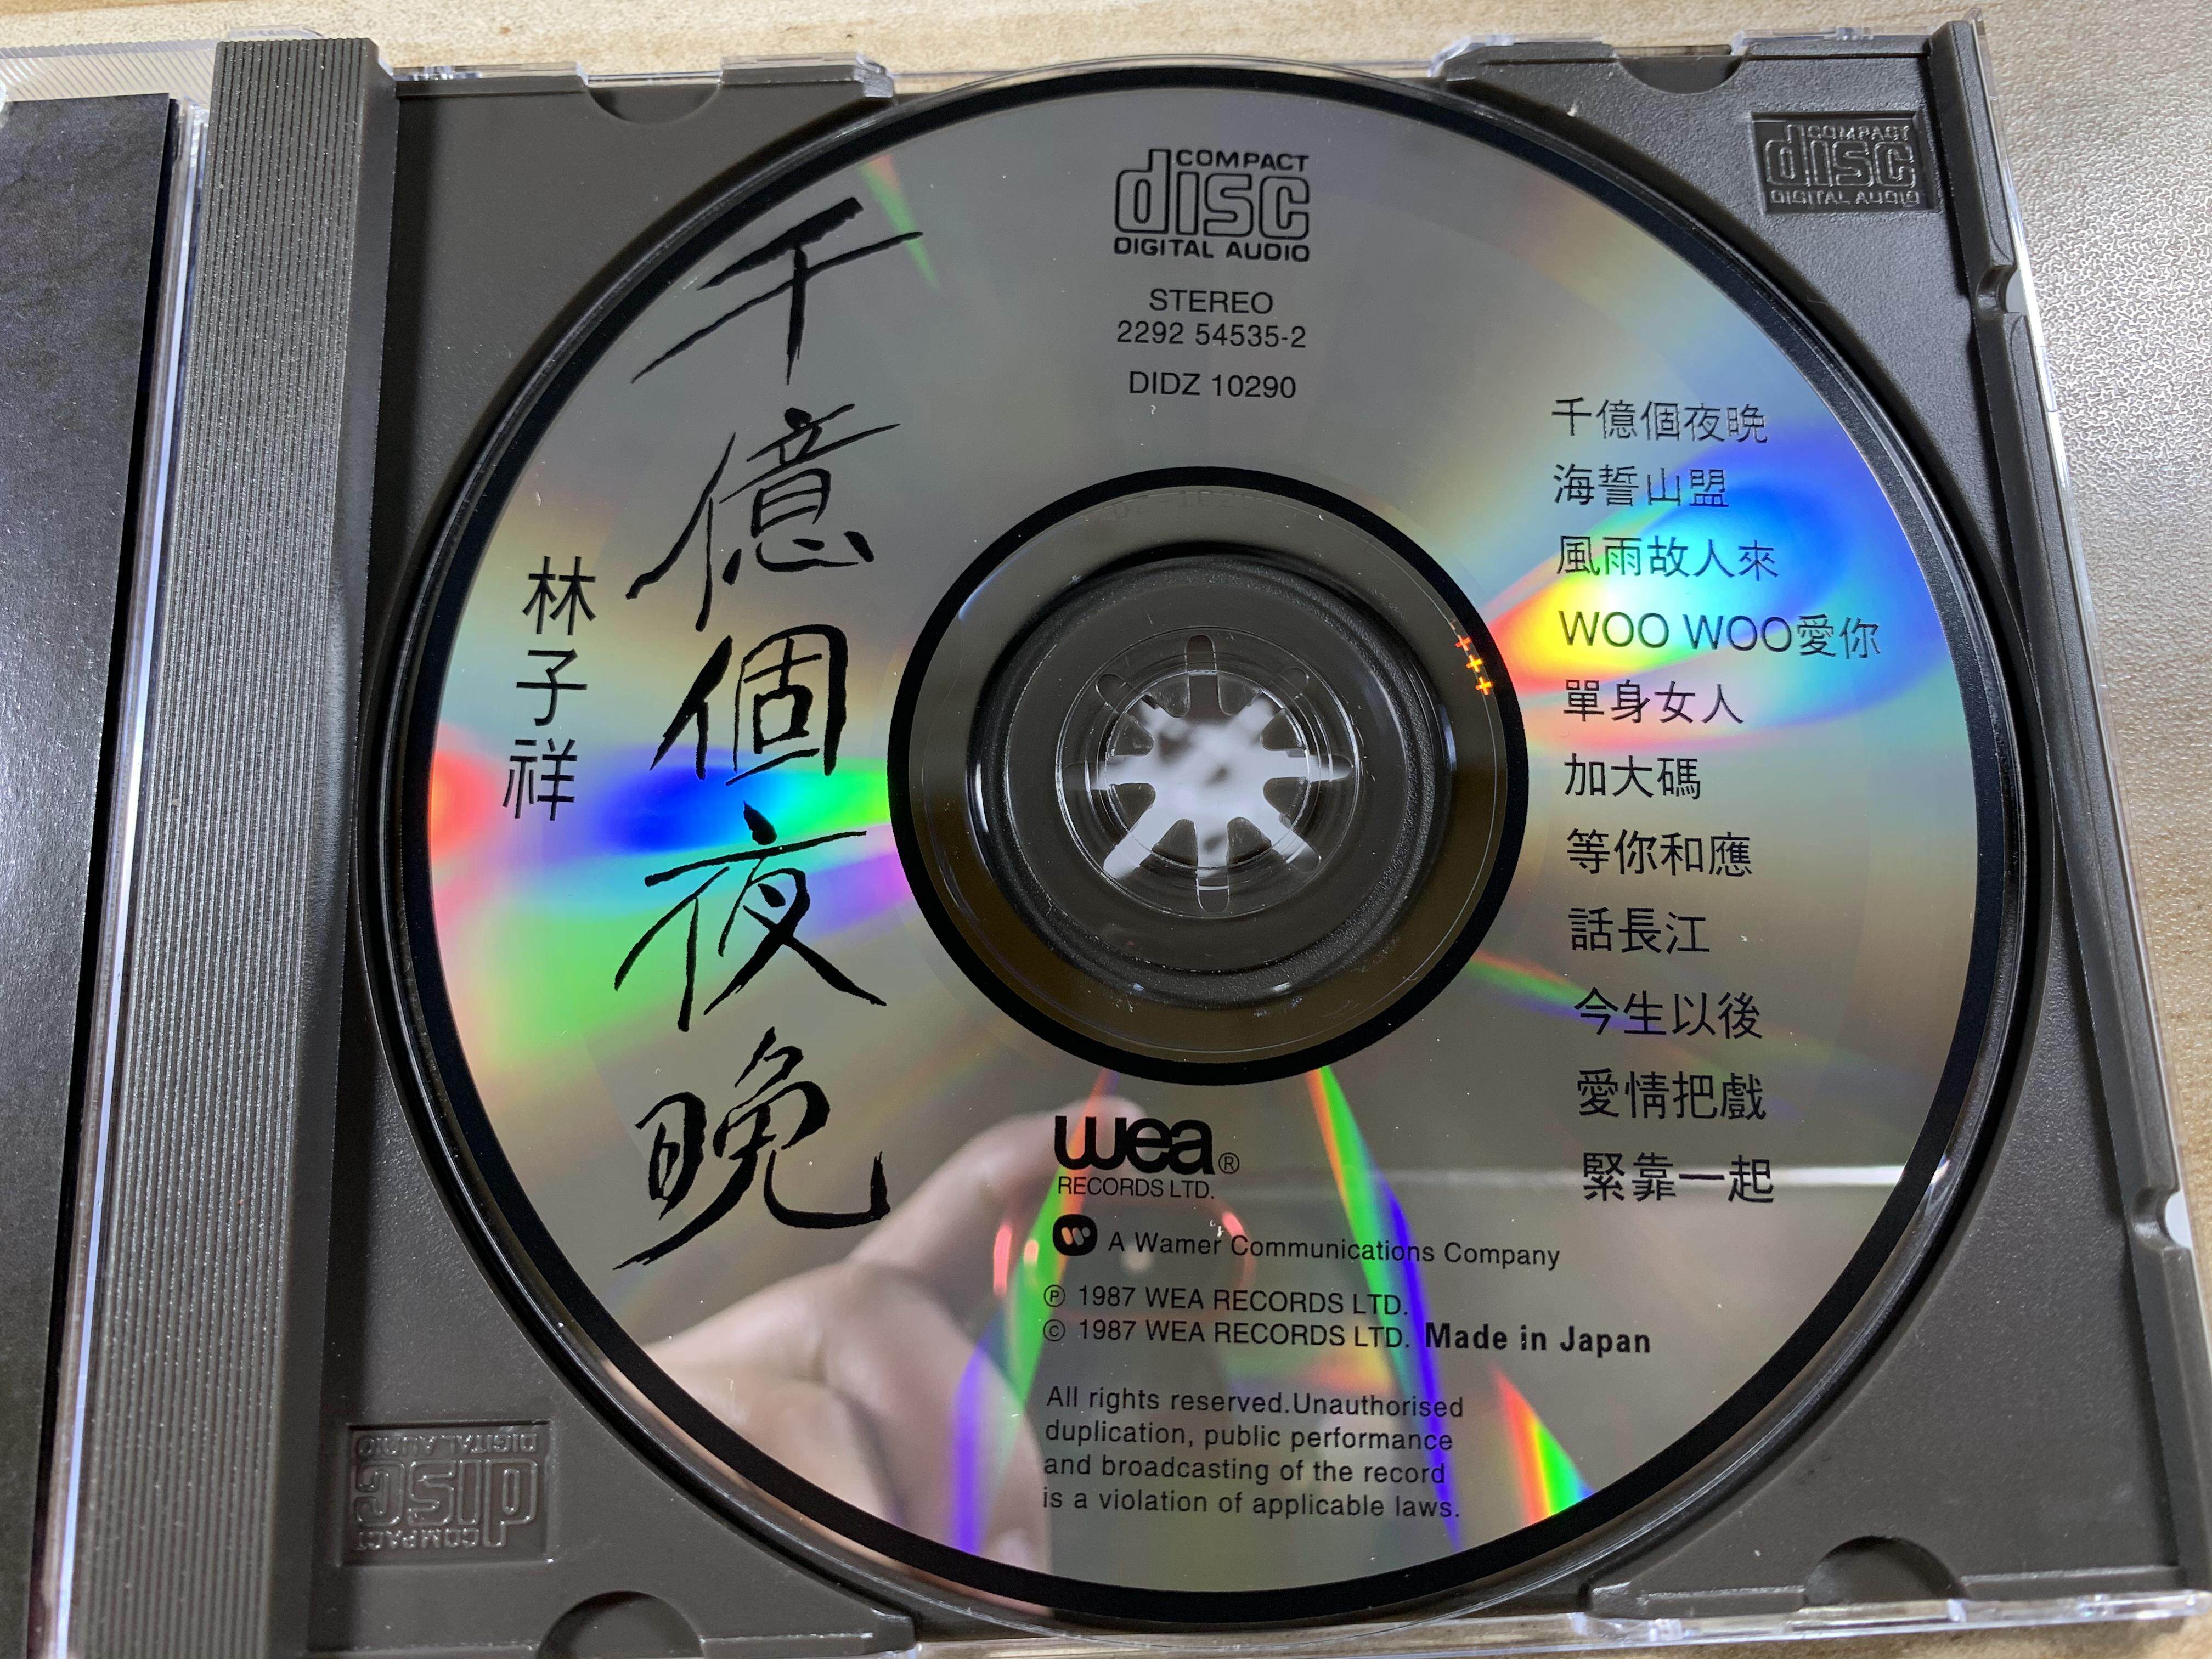 COMPACT
disc
DIGITAL AUDIO
STEREO
2292 54535-2
DIDZ 10290
千億個夜晚
林子祥
千億個夜晚
海誓山盟
風雨故人來
WOO WOO愛你
單身女人
加大碼
等你和應
話長江
今生以後
愛情把戲
緊靠一起
wea®
RECORDS LTD.
A Warner Communications Company
Ⓟ 1987 WEA RECORDS LTD.
© 1987 WEA RECORDS LTD. Made in Japan
All rights reserved.Unauthorised
duplication, public performance
and broadcasting of the record
is a violation of applicable laws.
COMPACT
disc
DIGITAL AUDIO
COMPACT
disc
DIGITAL AUDIO